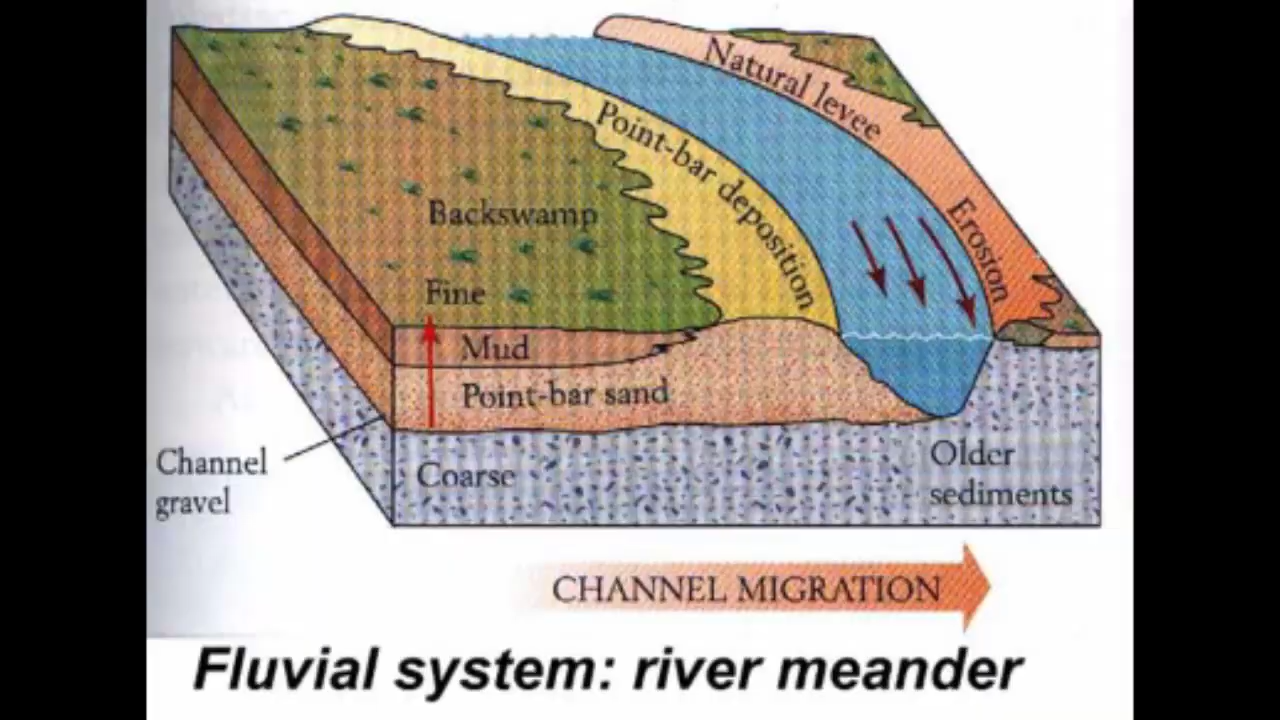 Natural levee
Point-bar deposition
Erosion
Backswamp
Fine
Mud
Point-bar sand
Channel
gravel
Coarse
Older
sediments
CHANNEL MIGRATION
Fluvial system: river meander